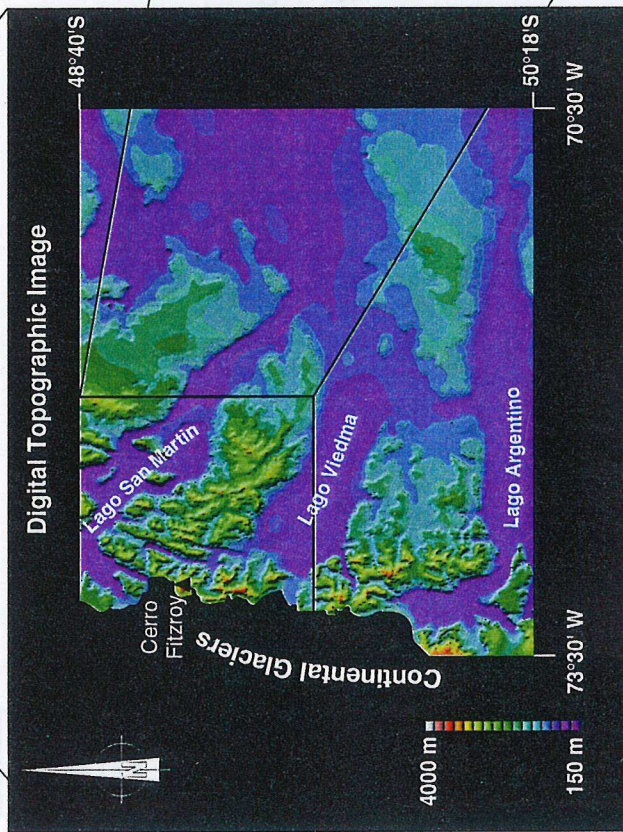 Digital Topographic Image
48°40'S
50°18'S
70°30' W
73°30' W
Lago San Martín
Lago Viedma
Lago Argentino
Cerro
Fitzroy
Continental Glaciers
N
4000 m
150 m